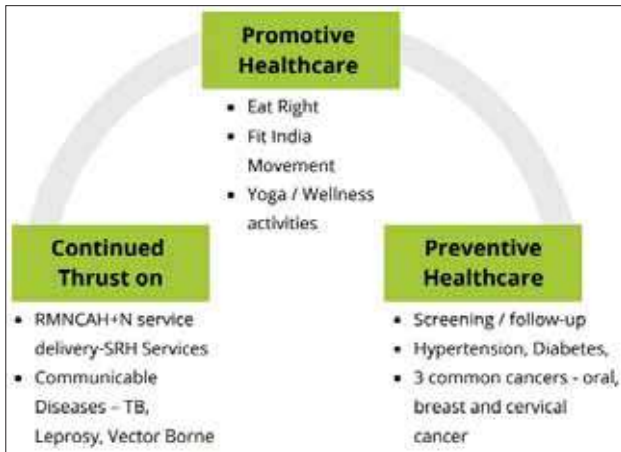 Promotive
Healthcare
• Eat Right
• Fit India
Movement
• Yoga / Wellness
activities
Continued
Thrust on
• RMNCAH+N service
delivery-SRH Services
• Communicable
Diseases – TB,
Leprosy, Vector Borne
Preventive
Healthcare
• Screening / follow-up
• Hypertension, Diabetes,
• 3 common cancers - oral,
breast and cervical
cancer